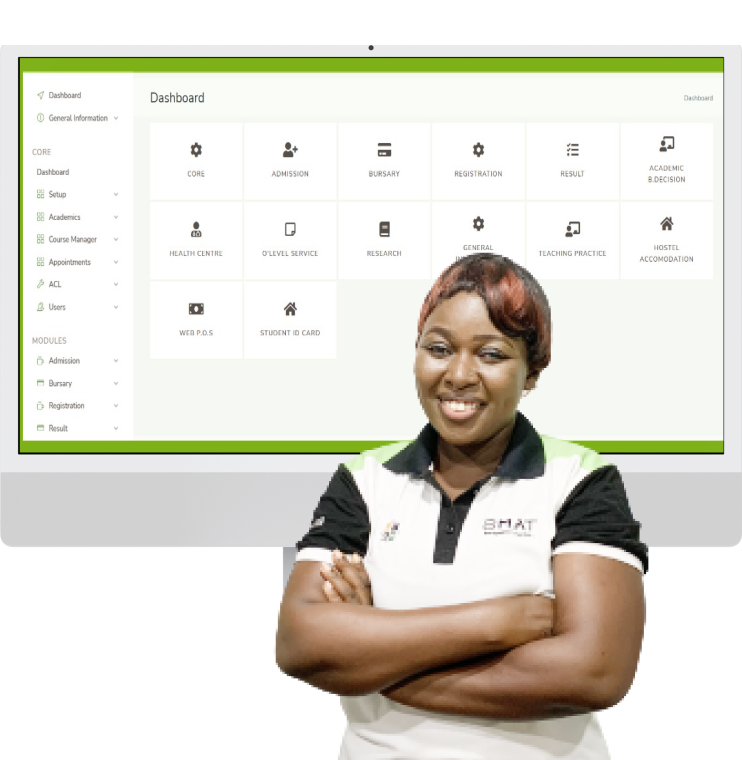 Dashboard
General Information
CORE
Dashboard
Setup
Academics
Course Manager
Appointments
ACL
Users
MODULES
Admission
Bursary
Registration
Result
Dashboard
Dashboard
CORE
ADMISSION
BURSARY
REGISTRATION
RESULT
ACADEMIC
B.DECISION
HEALTH CENTRE
O'LEVEL SERVICE
RESEARCH
GENERAL
TEACHING PRACTICE
HOSTEL
ACCOMODATION
WEB P.O.S
STUDENT ID CARD